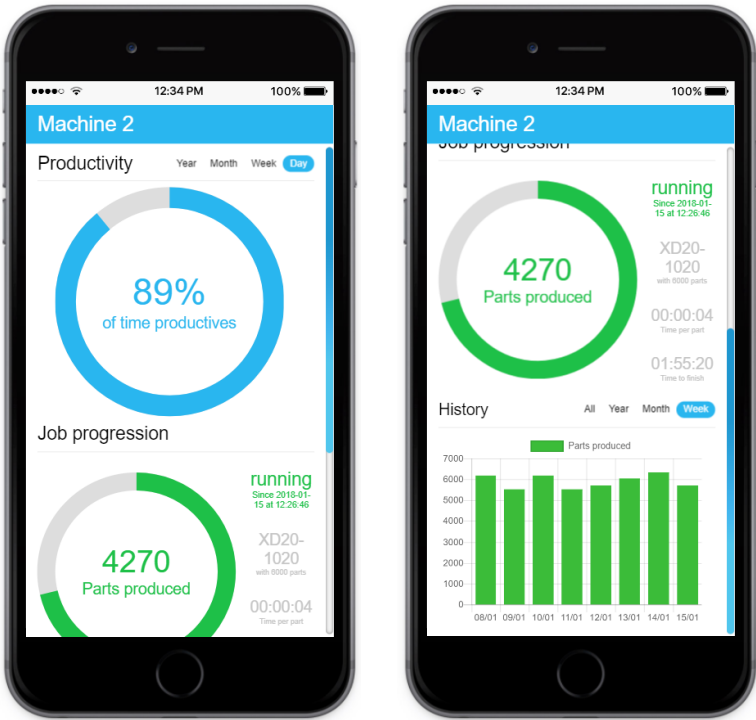 12:34 PM 100%
Machine 2
Productivity Year Month Week Day
89%
of time productives
Job progression
4270
Parts produced
running
Since 2018-01-
15 at 12:26:46
XD20-
1020
with 6000 parts
00:00:04
Time per part
12:34 PM 100%
Machine 2
Job progression
4270
Parts produced
running
Since 2018-01-
15 at 12:26:46
XD20-
1020
with 6000 parts
00:00:04
Time per part
01:55:20
Time to finish
History All Year Month Week
Parts produced
7000
6000
5000
4000
3000
2000
1000
0
08/01 09/01 10/01 11/01 12/01 13/01 14/01 15/01